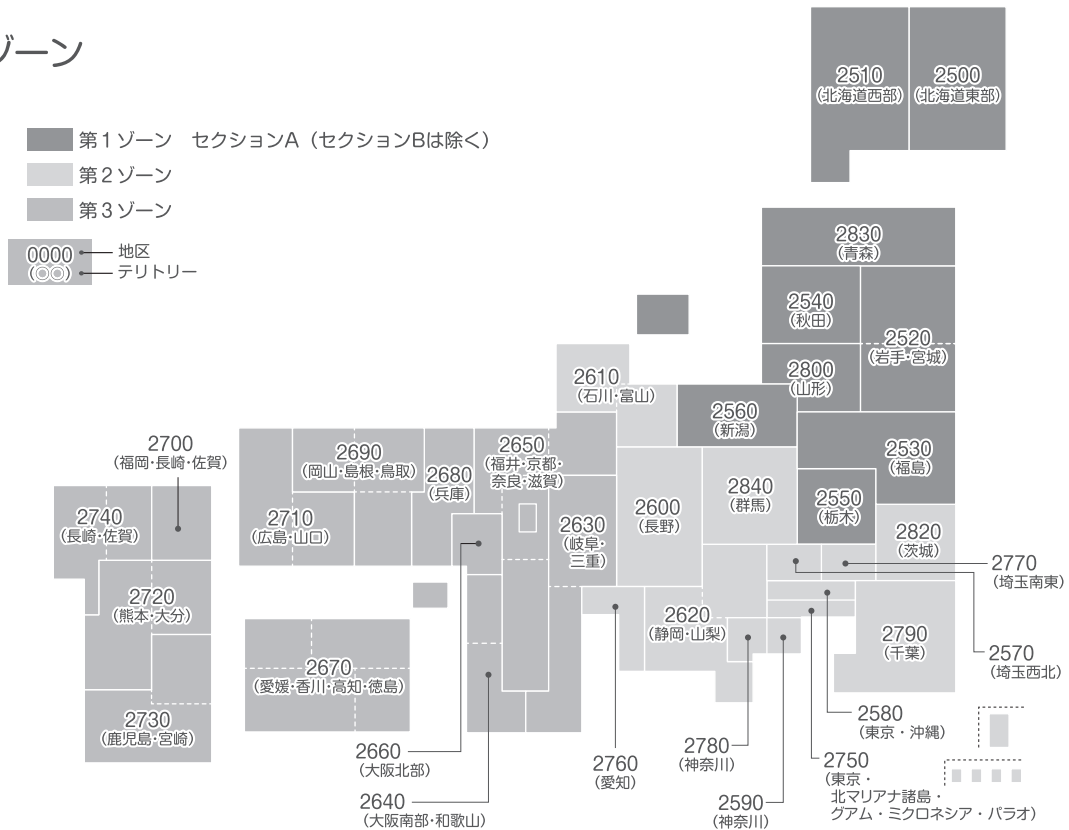 ゾーン
第1ゾーン セクションA（セクションBは除く）
第2ゾーン
第3ゾーン
0000
(○○)
地区
テリトリー
2510
(北海道西部)
2500
(北海道東部)
2830
(青森)
2540
(秋田)
2520
(岩手・宮城)
2800
(山形)
2610
(石川・富山)
2560
(新潟)
2530
(福島)
2700
(福岡・長崎・佐賀)
2690
(岡山・島根・鳥取)
2680
(兵庫)
2650
(福井・京都・
奈良・滋賀)
2550
(栃木)
2840
(群馬)
2600
(長野)
2740
(長崎・佐賀)
2710
(広島・山口)
2630
(岐阜・
三重)
2820
(茨城)
2770
(埼玉南東)
2720
(熊本・大分)
2620
(静岡・山梨)
2790
(千葉)
2570
(埼玉西北)
2670
(愛媛・香川・高知・徳島)
2730
(鹿児島・宮崎)
2580
(東京・沖縄)
2660
(大阪北部)
2760
(愛知)
2780
(神奈川)
2750
(東京・
北マリアナ諸島・
グアム・ミクロネシア・パラオ)
2640
(大阪南部・和歌山)
2590
(神奈川)